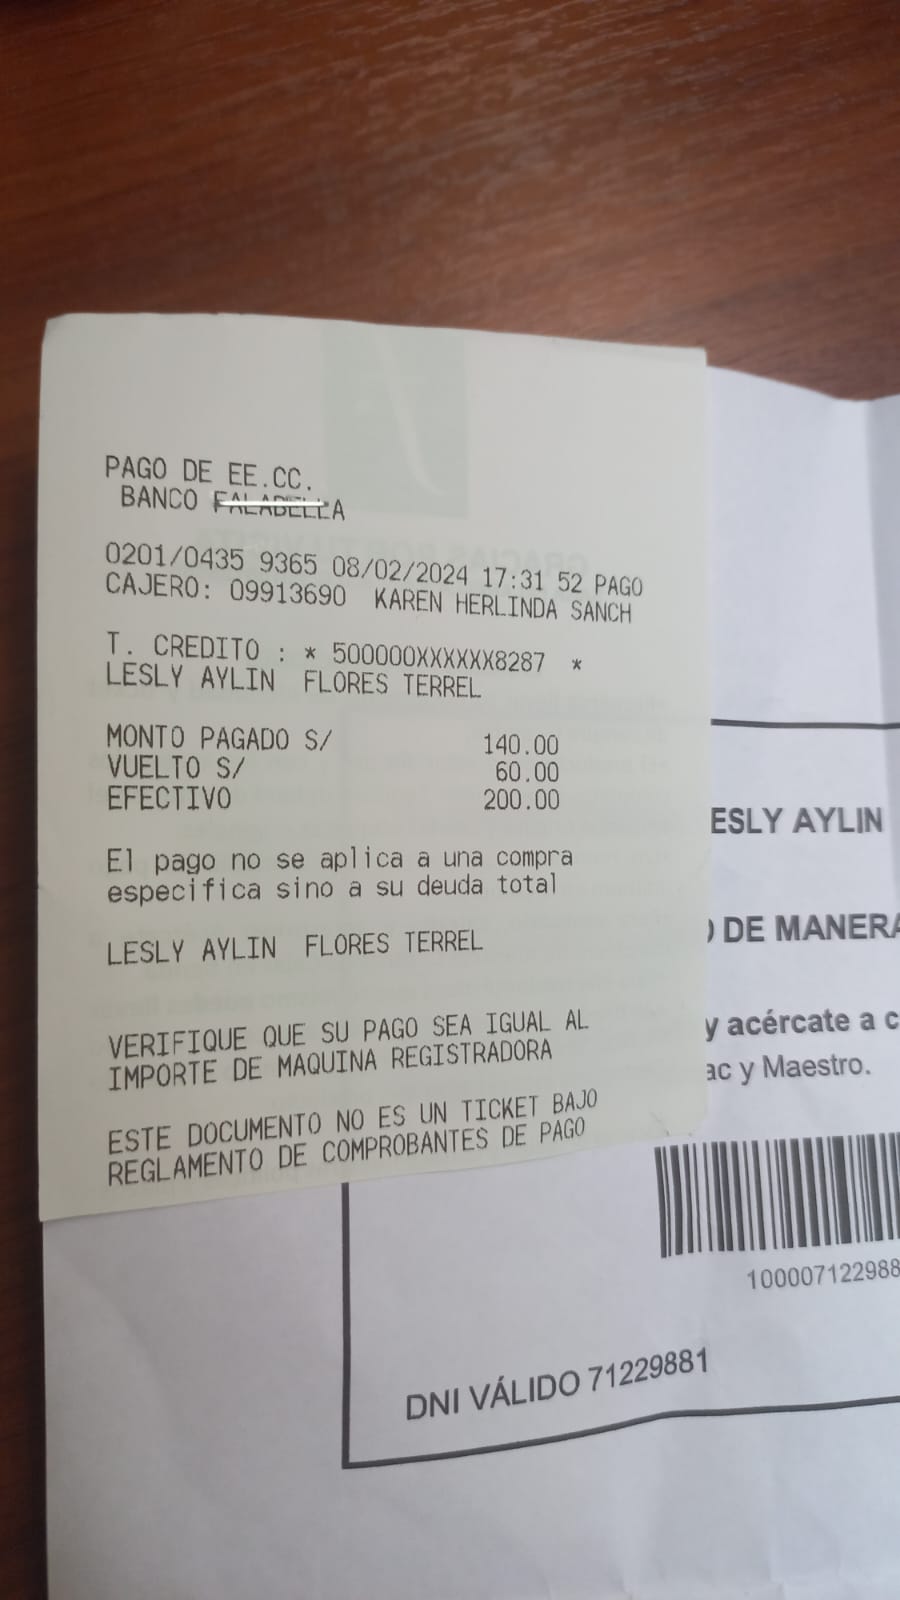 PAGO DE EE.CC.
BANCO FALABELLA
0201/0435 9365 08/02/2024 17:31 52 PAGO
CAJERO: 09913690 KAREN HERLINDA SANCH
T. CREDITO : * 500000XXXXXX8287 *
LESLY AYLIN FLORES TERREL
MONTO PAGADO S/ 140.00
VUELTO S/ 60.00
EFECTIVO 200.00
El pago no se aplica a una compra
especifica sino a su deuda total
LESLY AYLIN FLORES TERREL
VERIFIQUE QUE SU PAGO SEA IGUAL AL
IMPORTE DE MAQUINA REGISTRADORA
ESTE DOCUMENTO NO ES UN TICKET BAJO
REGLAMENTO DE COMPROBANTES DE PAGO
ESLY AYLIN
O DE MANERA
y acércate a c
ac y Maestro.
100007122988
DNI VÁLIDO 71229881